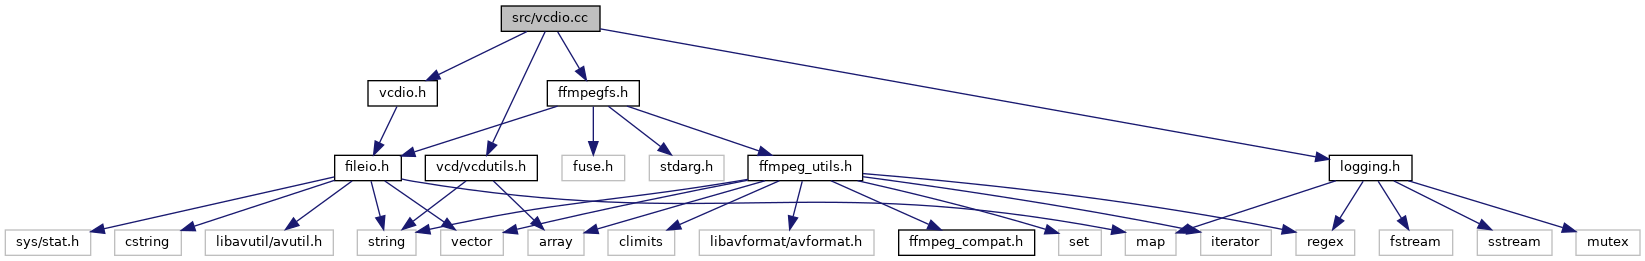 src/vcdio.cc
vcdio.h
ffmpegfs.h
fileio.h
vcd/vcdutils.h
fuse.h
stdarg.h
ffmpeg_utils.h
logging.h
sys/stat.h
cstring
libavutil/avutil.h
string
vector
array
climits
libavformat/avformat.h
ffmpeg_compat.h
set
map
iterator
regex
fstream
sstream
mutex